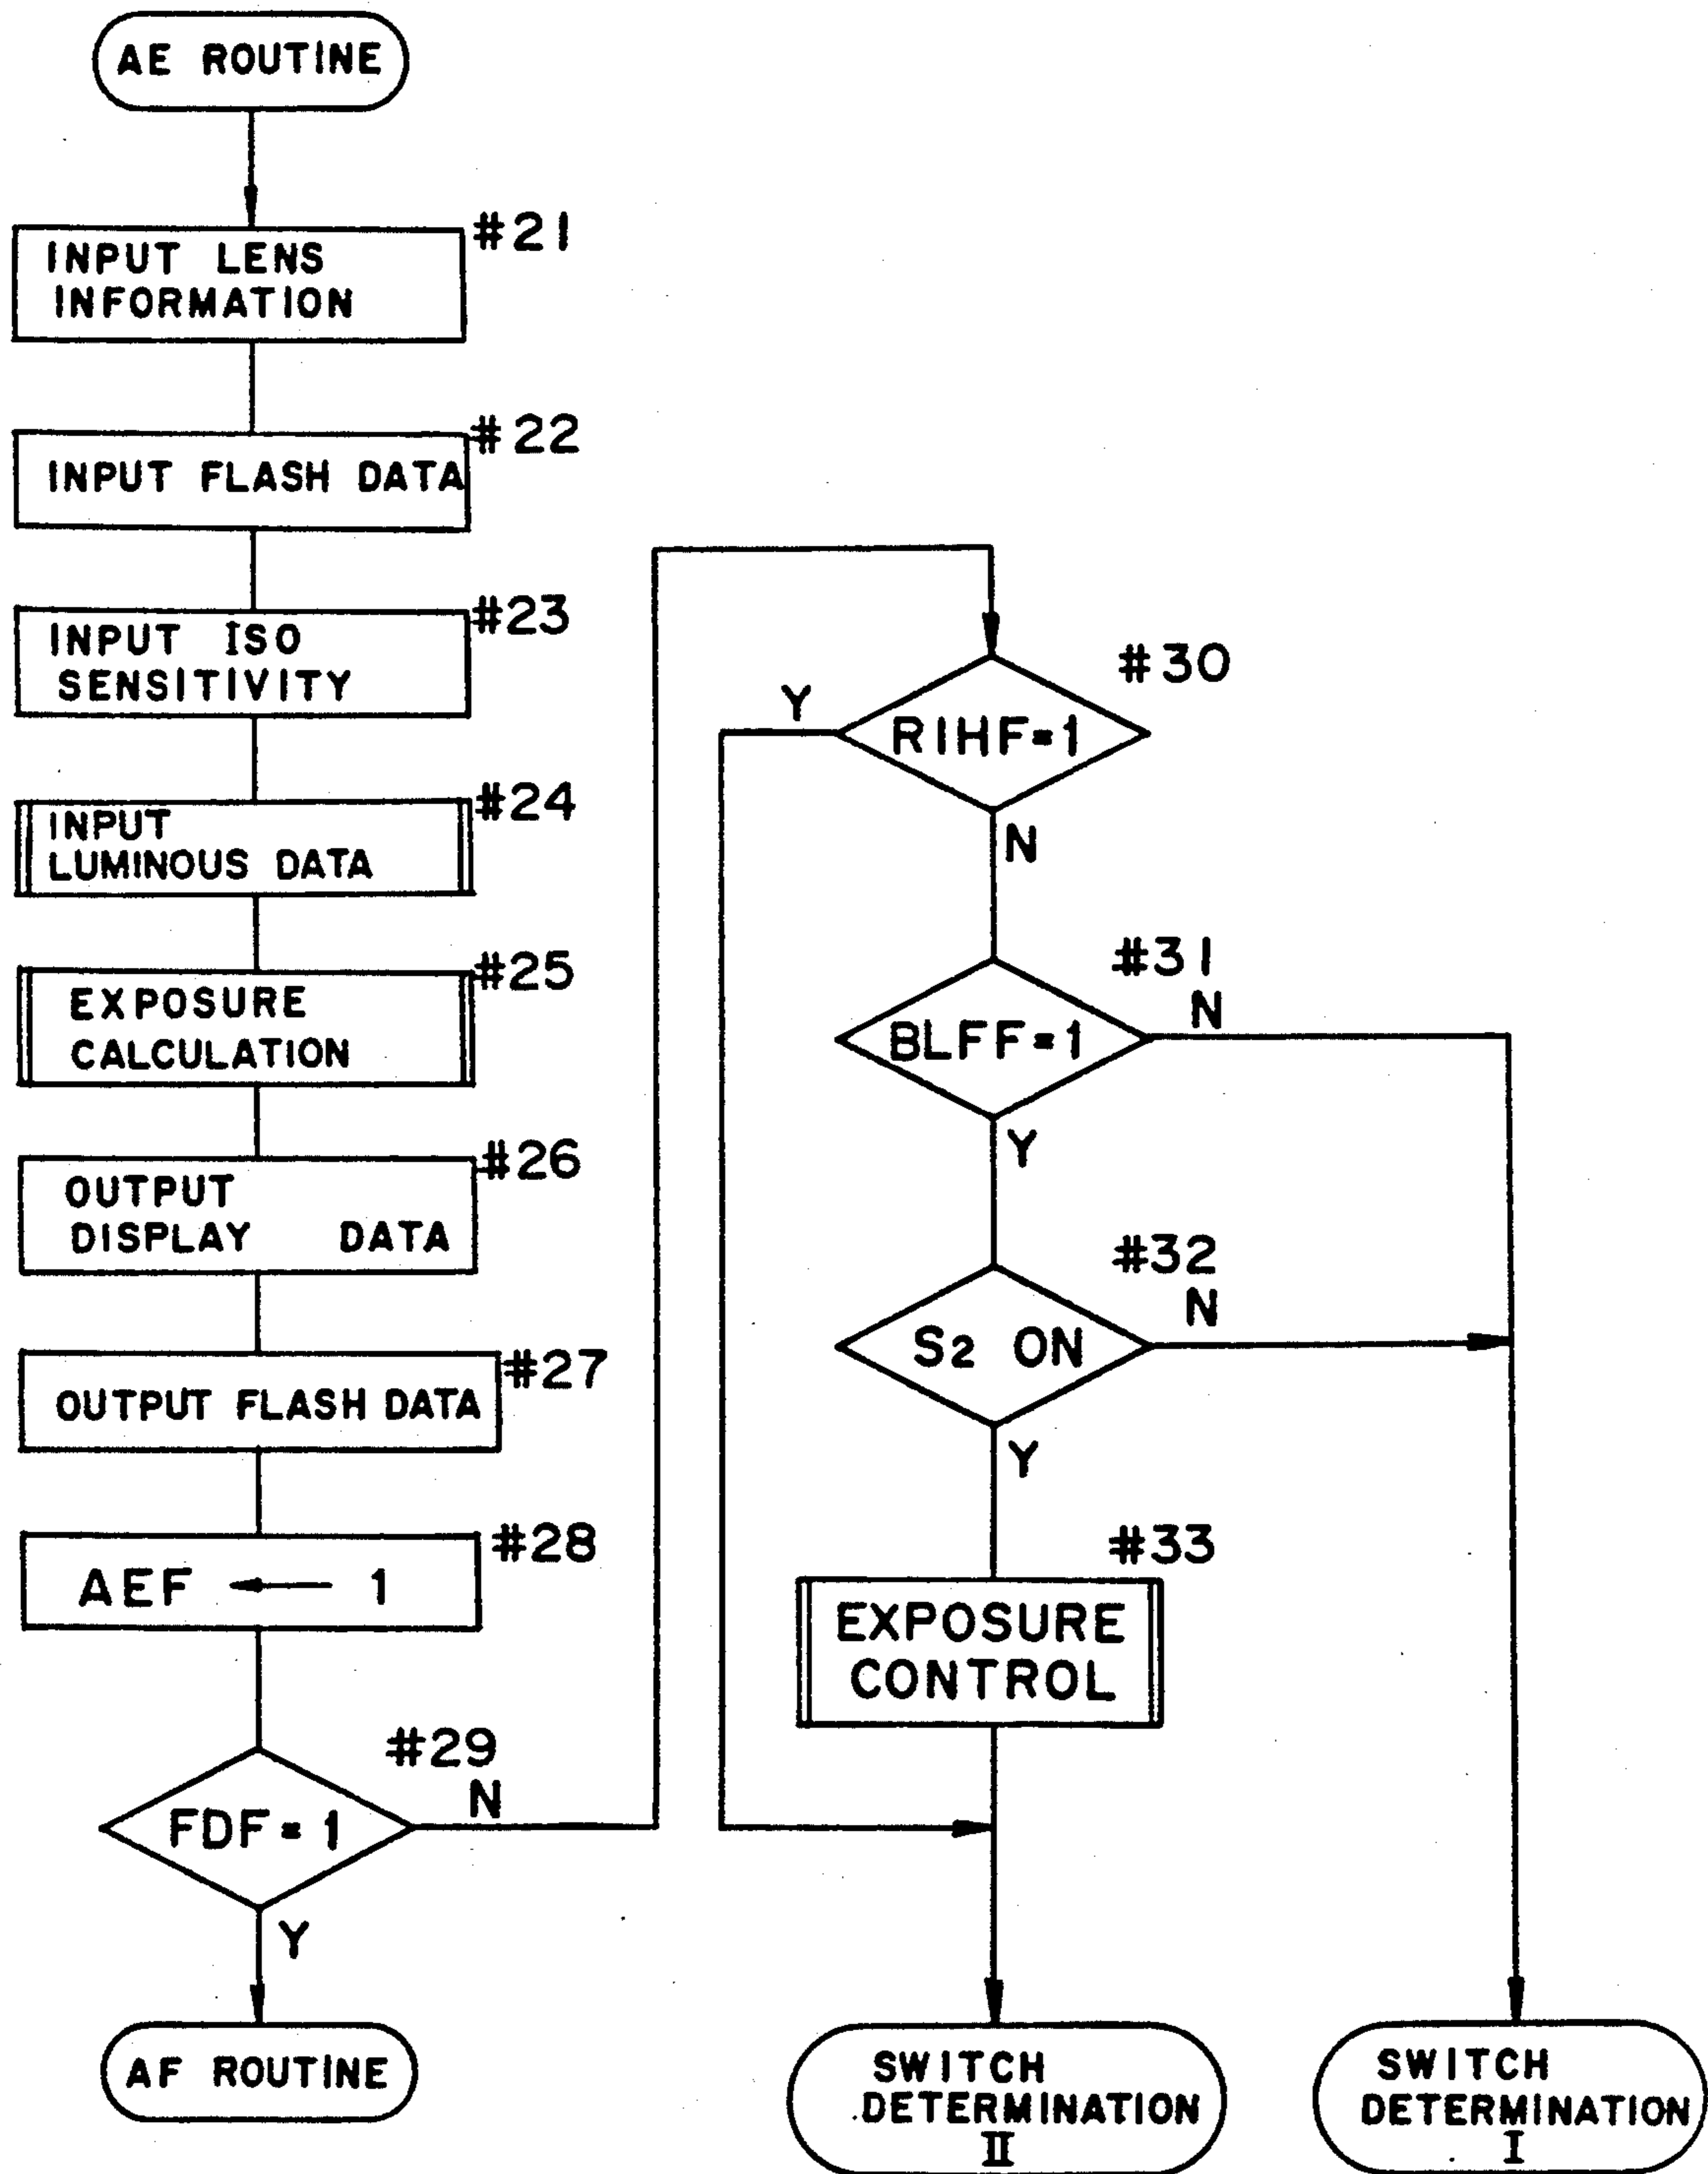 AE ROUTINE
#21
INPUT LENS
INFORMATION
#22
INPUT FLASH DATA
#23
INPUT ISO
SENSITIVITY
#24
INPUT
LUMINOUS DATA
#25
EXPOSURE
CALCULATION
#26
OUTPUT
DISPLAY DATA
#27
OUTPUT FLASH DATA
#28
AEF ← 1
#29
N
FDF=1
Y
AF ROUTINE
#30
Y
RIHF=1
N
#31
N
BLFF=1
Y
#32
N
S2 ON
Y
#33
EXPOSURE
CONTROL
SWITCH
DETERMINATION
II
SWITCH
DETERMINATION
I